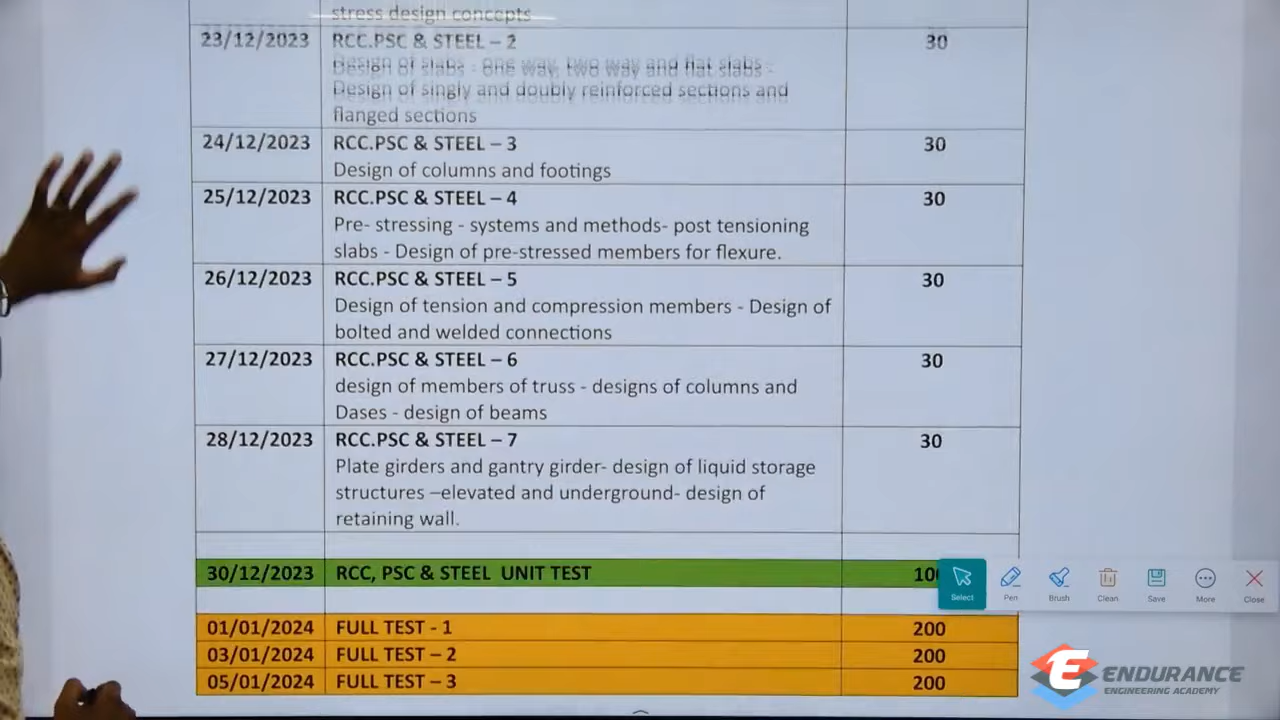 stress design concepts
23/12/2023 RCC.PSC & STEEL – 2 30
Design of slabs - one way, two way and flat slabs -
Design of singly and doubly reinforced sections and
flanged sections
24/12/2023 RCC.PSC & STEEL – 3 30
Design of columns and footings
25/12/2023 RCC.PSC & STEEL – 4 30
Pre- stressing - systems and methods- post tensioning
slabs - Design of pre-stressed members for flexure.
26/12/2023 RCC.PSC & STEEL – 5 30
Design of tension and compression members - Design of
bolted and welded connections
27/12/2023 RCC.PSC & STEEL – 6 30
design of members of truss - designs of columns and
Dases - design of beams
28/12/2023 RCC.PSC & STEEL – 7 30
Plate girders and gantry girder- design of liquid storage
structures –elevated and underground- design of
retaining wall.
30/12/2023 RCC, PSC & STEEL UNIT TEST 10
Select Pen Brush Clean Save More Close
01/01/2024 FULL TEST - 1 200
03/01/2024 FULL TEST – 2 200
05/01/2024 FULL TEST – 3 200
E ENDURANCE
ENGINEERING ACADEMY